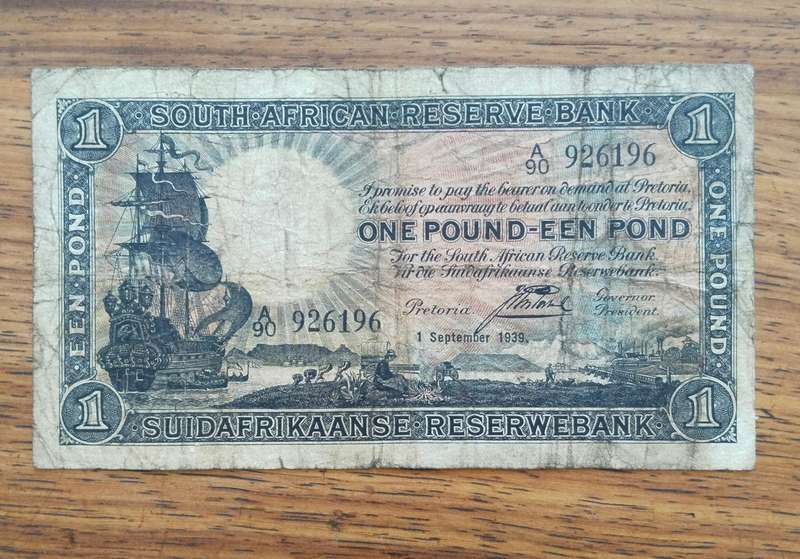 1 SOUTH·AFRICAN·RESERVE·BANK 1
A/90 926196
I promise to pay the bearer on demand at Pretoria,
Ek beloof op aanvraag te betaal aan toonder te Pretoria,
ONE POUND-EEN POND
For the South African Reserve Bank.
Vir die Suidafrikaanse Reserwebank.
Pretoria Governor
President.
1 September 1939.
A/90 926196
EEN POND
ONE POUND
1 SUIDAFRIKAANSE·RESERWEBANK 1